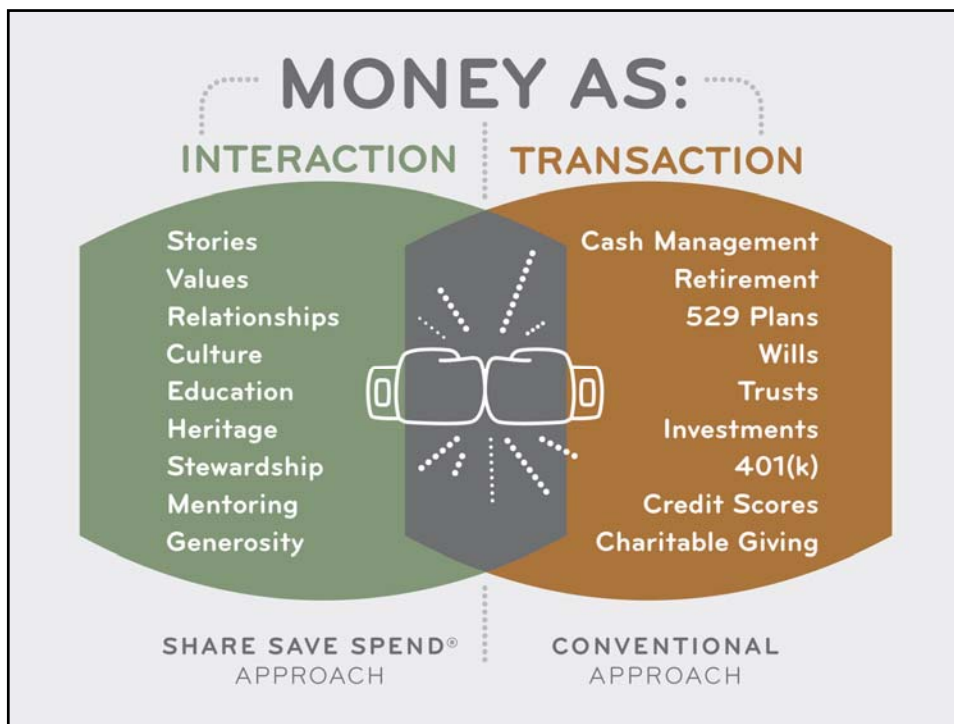 MONEY AS:
INTERACTION
Stories
Values
Relationships
Culture
Education
Heritage
Stewardship
Mentoring
Generosity
SHARE SAVE SPEND®
APPROACH
TRANSACTION
Cash Management
Retirement
529 Plans
Wills
Trusts
Investments
401(k)
Credit Scores
Charitable Giving
CONVENTIONAL
APPROACH